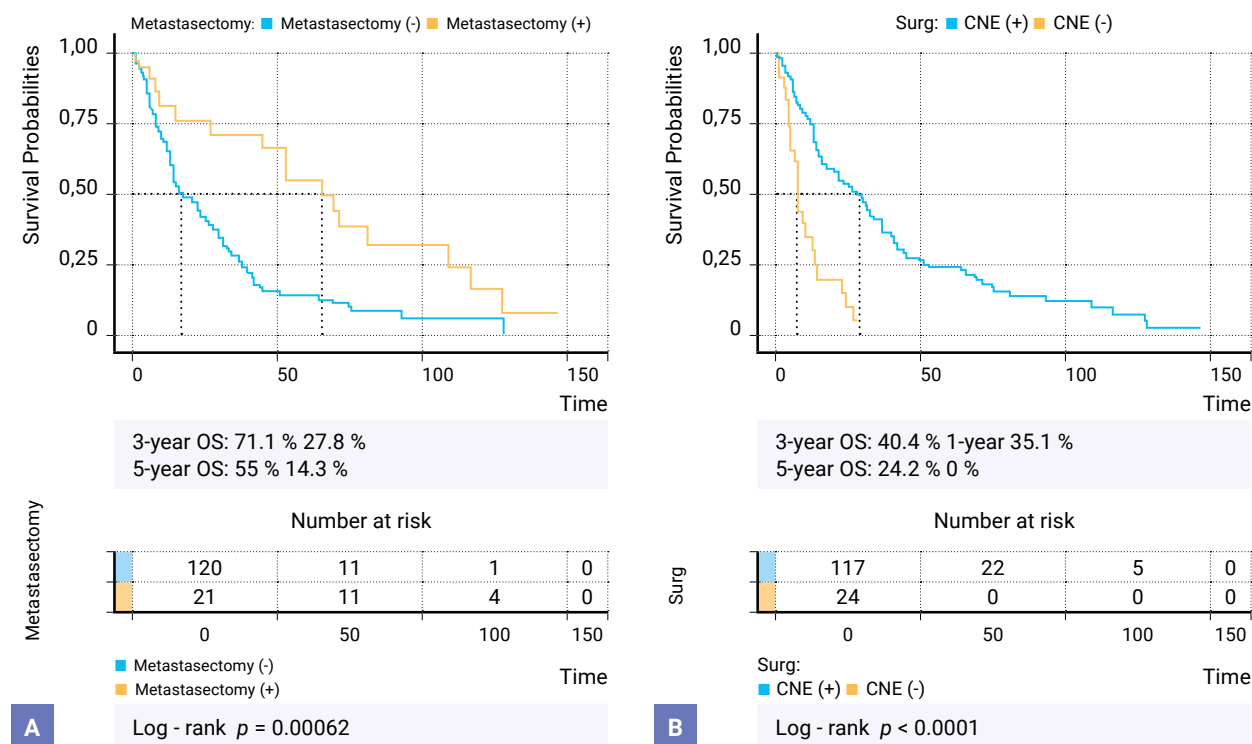 Metastasectomy: Metastasectomy (-) Metastasectomy (+)
Survival Probabilities
1,00
0,75
0,50
0,25
0
0 50 100 150
Time
3-year OS: 71.1 % 27.8 %
5-year OS: 55 % 14.3 %
Number at risk
Metastasectomy
120 11 1 0
21 11 4 0
0 50 100 150
Time
Metastasectomy (-)
Metastasectomy (+)
A
Log - rank p = 0.00062
Surg: CNE (+) CNE (-)
Survival Probabilities
1,00
0,75
0,50
0,25
0
0 50 100 150
Time
3-year OS: 40.4 % 1-year 35.1 %
5-year OS: 24.2 % 0 %
Number at risk
Surg
117 22 5 0
24 0 0 0
0 50 100 150
Time
Surg:
CNE (+) CNE (-)
B
Log - rank p < 0.0001